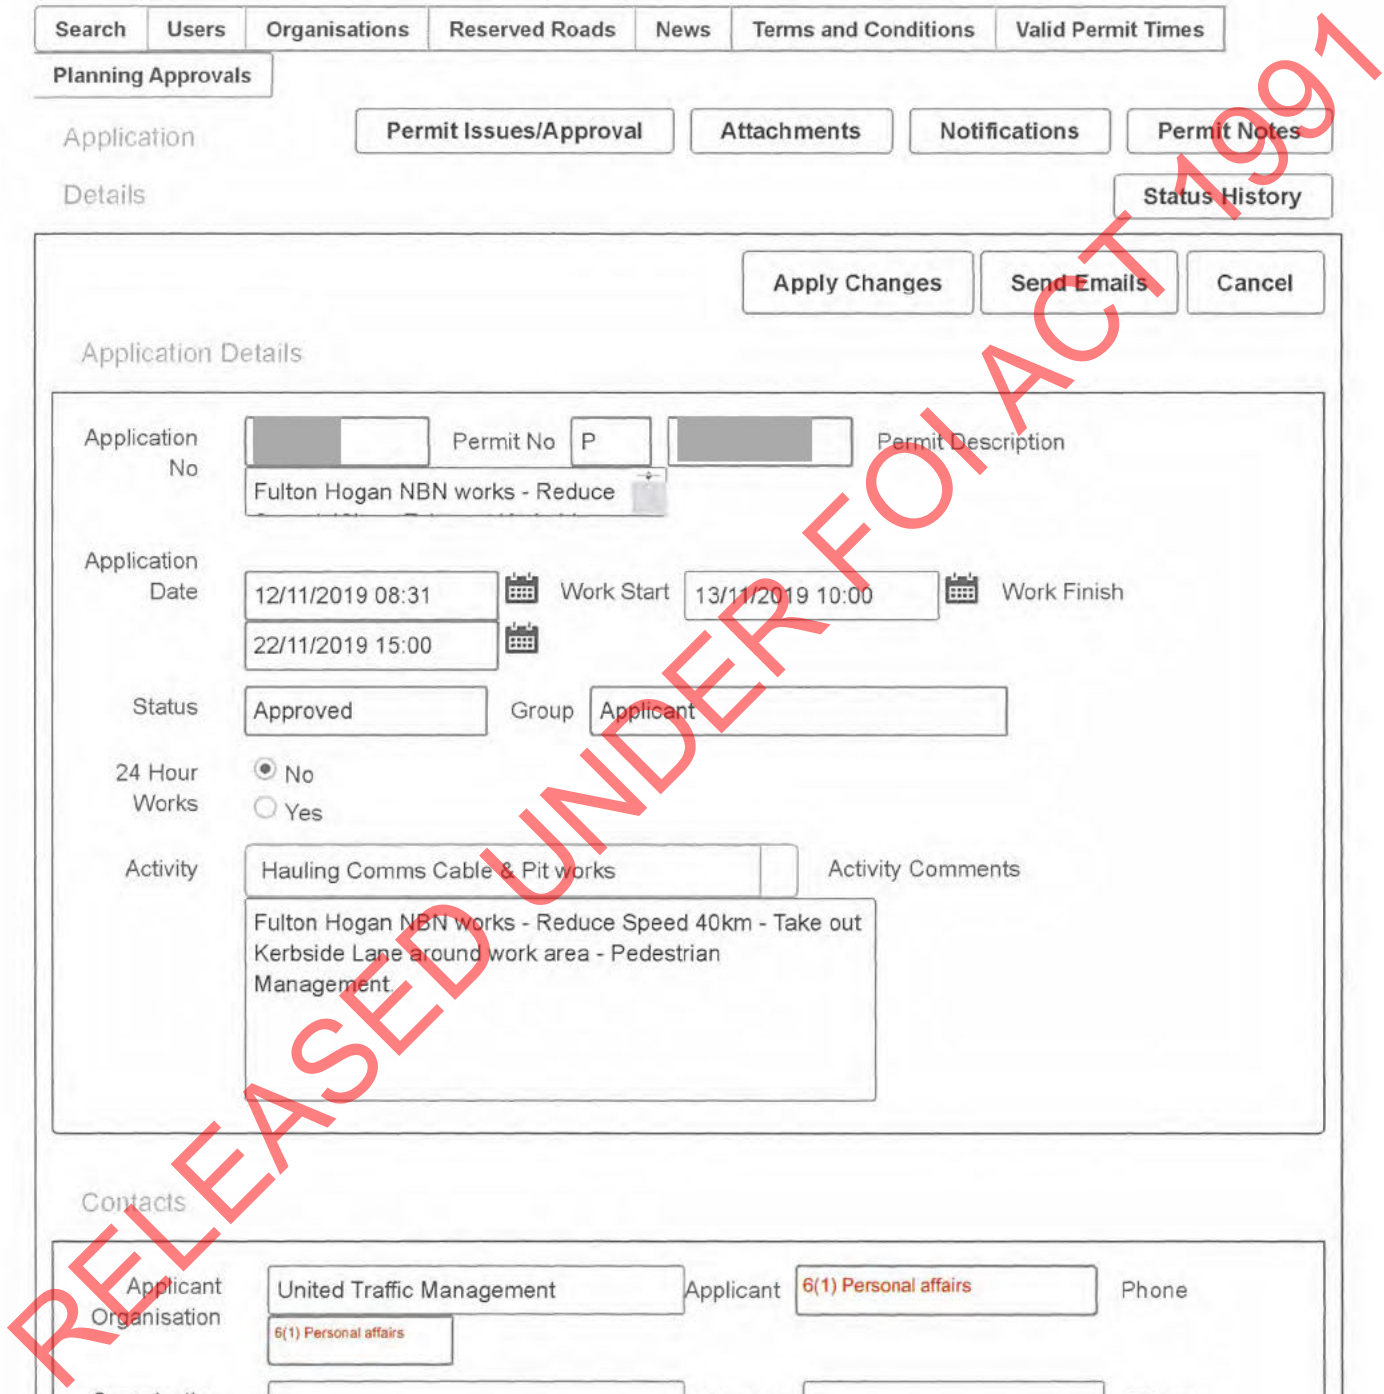 Search Users Organisations Reserved Roads News Terms and Conditions Valid Permit Times
Planning Approvals
Application Permit Issues/Approval Attachments Notifications Permit Notes
Details Status History
Apply Changes Send Emails Cancel
Application Details
Application No Permit No P Permit Description
Fulton Hogan NBN works - Reduce
Application Date 12/11/2019 08:31 Work Start 13/11/2019 10:00 Work Finish
22/11/2019 15:00
Status Approved Group Applicant
24 Hour Works No
Yes
Activity Hauling Comms Cable & Pit works Activity Comments
Fulton Hogan NBN works - Reduce Speed 40km - Take out
Kerbside Lane around work area - Pedestrian
Management.
Contacts
Applicant Organisation United Traffic Management Applicant 6(1) Personal affairs Phone
6(1) Personal affairs
RELEASED UNDER FOI ACT 1991